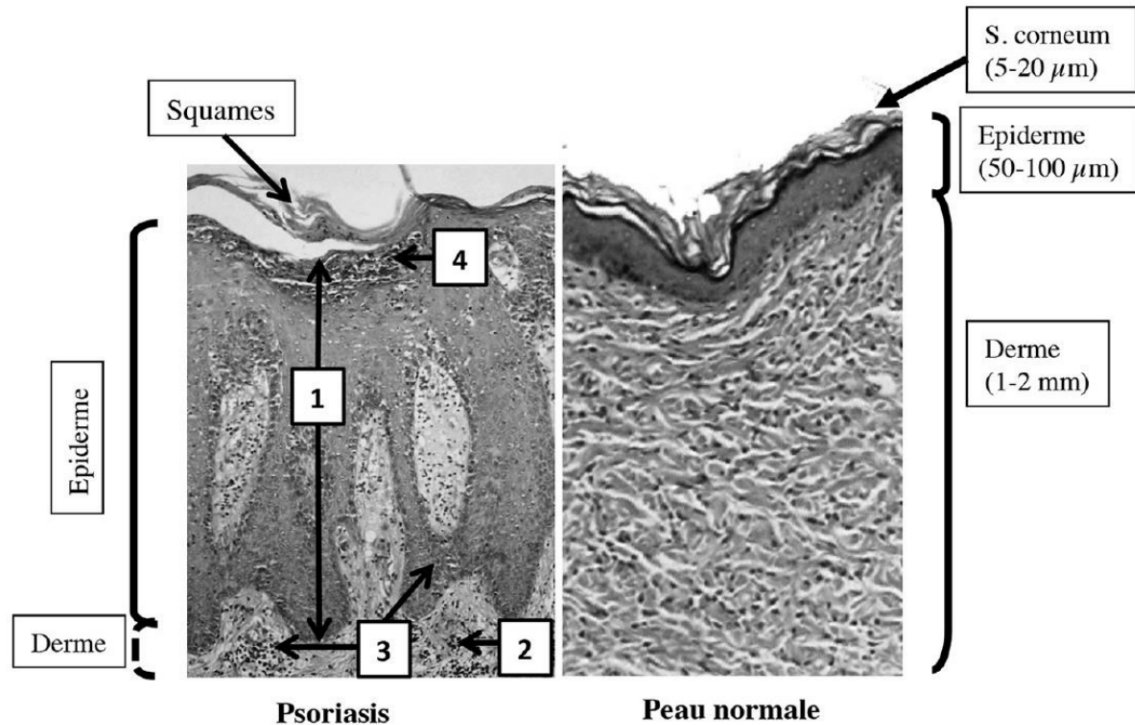 S. corneum
(5-20 µm)
Squames
Epiderme
(50-100 µm)
4
1
Epiderme
Derme
(1-2 mm)
Derme
3
2
Psoriasis
Peau normale